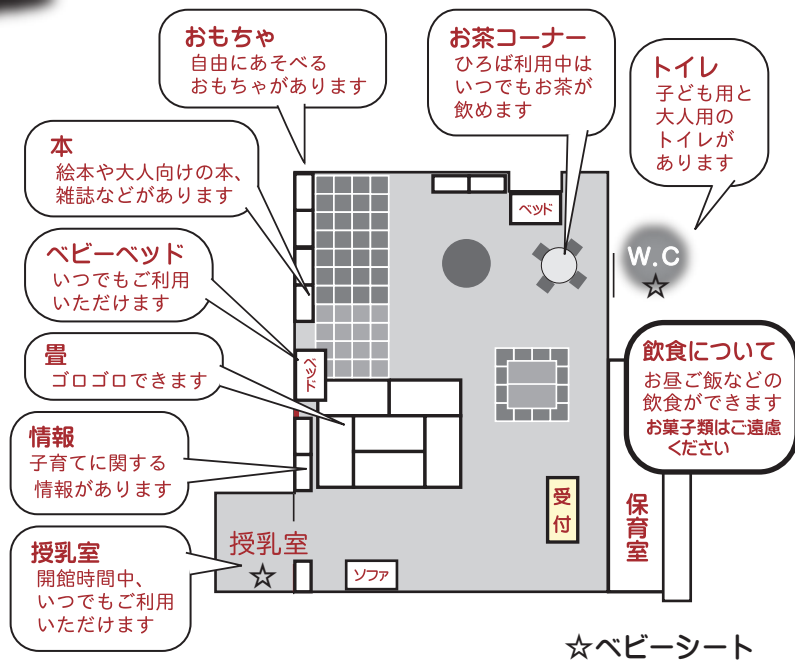 おもちゃ
自由にあそべる
おもちゃがあります
お茶コーナー
ひろば利用中は
いつでもお茶が
飲めます
トイレ
子ども用と
大人用の
トイレが
あります
本
絵本や大人向けの本、
雑誌などがあります
ベッド
W.C
☆
ベビーベッド
いつでもご利用
いただけます
畳
ゴロゴロできます
ベッド
飲食について
お昼ご飯などの
飲食ができます
お菓子類はご遠慮
ください
情報
子育てに関する
情報があります
受付
保育室
授乳室
開館時間中、
いつでもご利用
いただけます
授乳室
☆
ソファ
☆ベビーシート